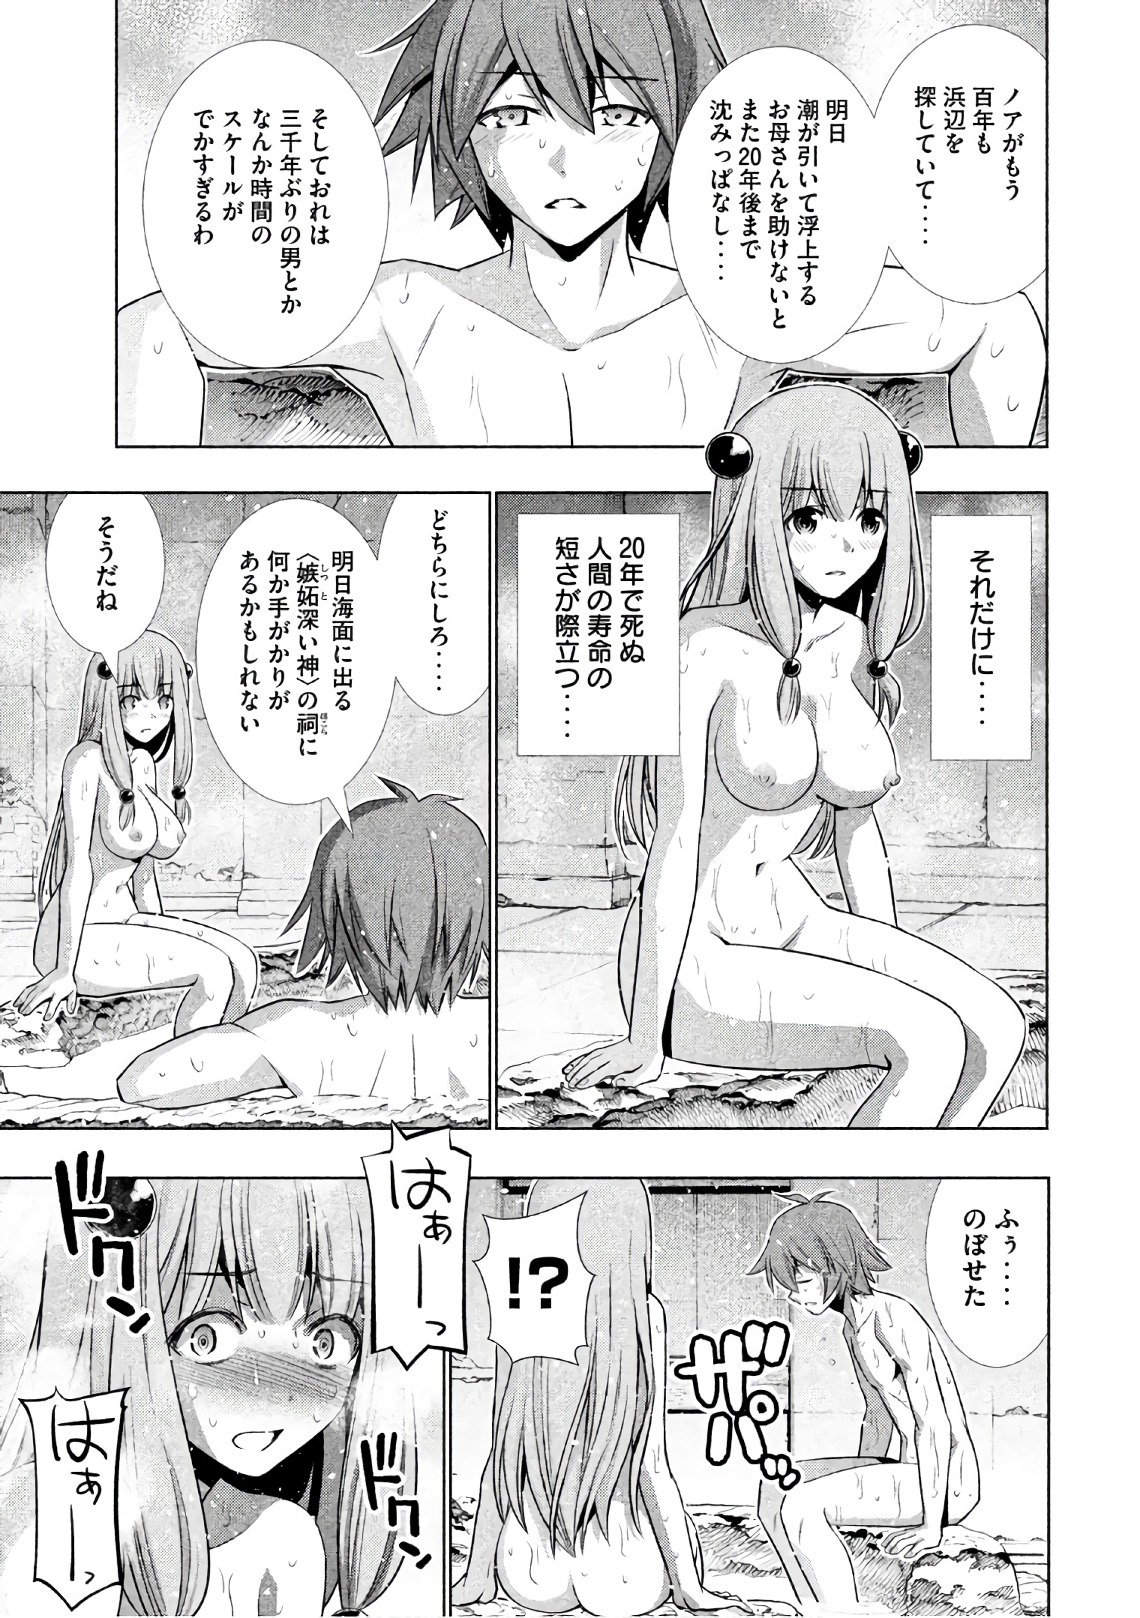 ノアがもう
百年も
浜辺を
探していて‥‥
明日
潮が引いて浮上する
お母さんを助けないと
また20年後まで
沈みっぱなし‥‥
そしておれは
三千年ぶりの男とか
なんか時間の
スケールが
でかすぎるわ
それだけに‥‥
20年で死ぬ
人間の寿命の
短さが際立つ‥‥
どちらにしろ‥‥
明日海面に出る
〈嫉妬深い神〉の祠に
しっと
ほこら
何か手がかりが
あるかもしれない
そうだね
ふぅ‥‥
のぼせた
ザバッ
!?
はぁーっ
ドクン
はぁーっ
ドクン